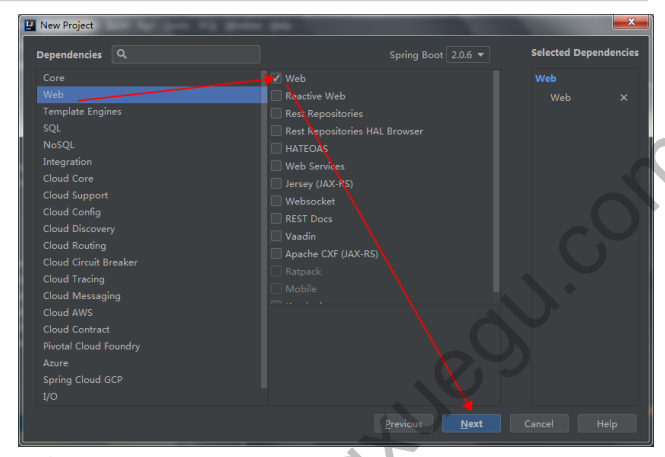 New Project
Dependencies
Spring Boot 2.0.6
Selected Dependencies
Core
Web
Template Engines
SQL
NoSQL
Integration
Cloud Core
Cloud Support
Cloud Config
Cloud Discovery
Cloud Routing
Cloud Circuit Breaker
Cloud Tracing
Cloud Messaging
Cloud AWS
Cloud Contract
Pivotal Cloud Foundry
Azure
Spring Cloud GCP
I/O
Web
Reactive Web
Rest Repositories
Rest Repositories HAL Browser
HATEOAS
Web Services
Jersey (JAX-RS)
Websocket
REST Docs
Vaadin
Apache CXF (JAX-RS)
Ratpack
Mobile
Web
Web
Previous
Next
Cancel
Help